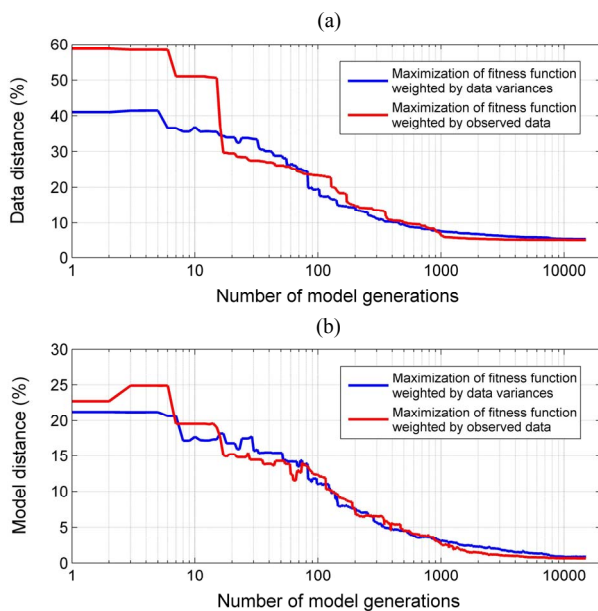 (a)
60
50
40
30
20
10
0
Data distance (%)
Maximization of fitness function
weighted by data variances
Maximization of fitness function
weighted by observed data
1 10 100 1000 10000
Number of model generations
(b)
30
25
20
15
10
5
0
Model distance (%)
Maximization of fitness function
weighted by data variances
Maximization of fitness function
weighted by observed data
1 10 100 1000 10000
Number of model generations